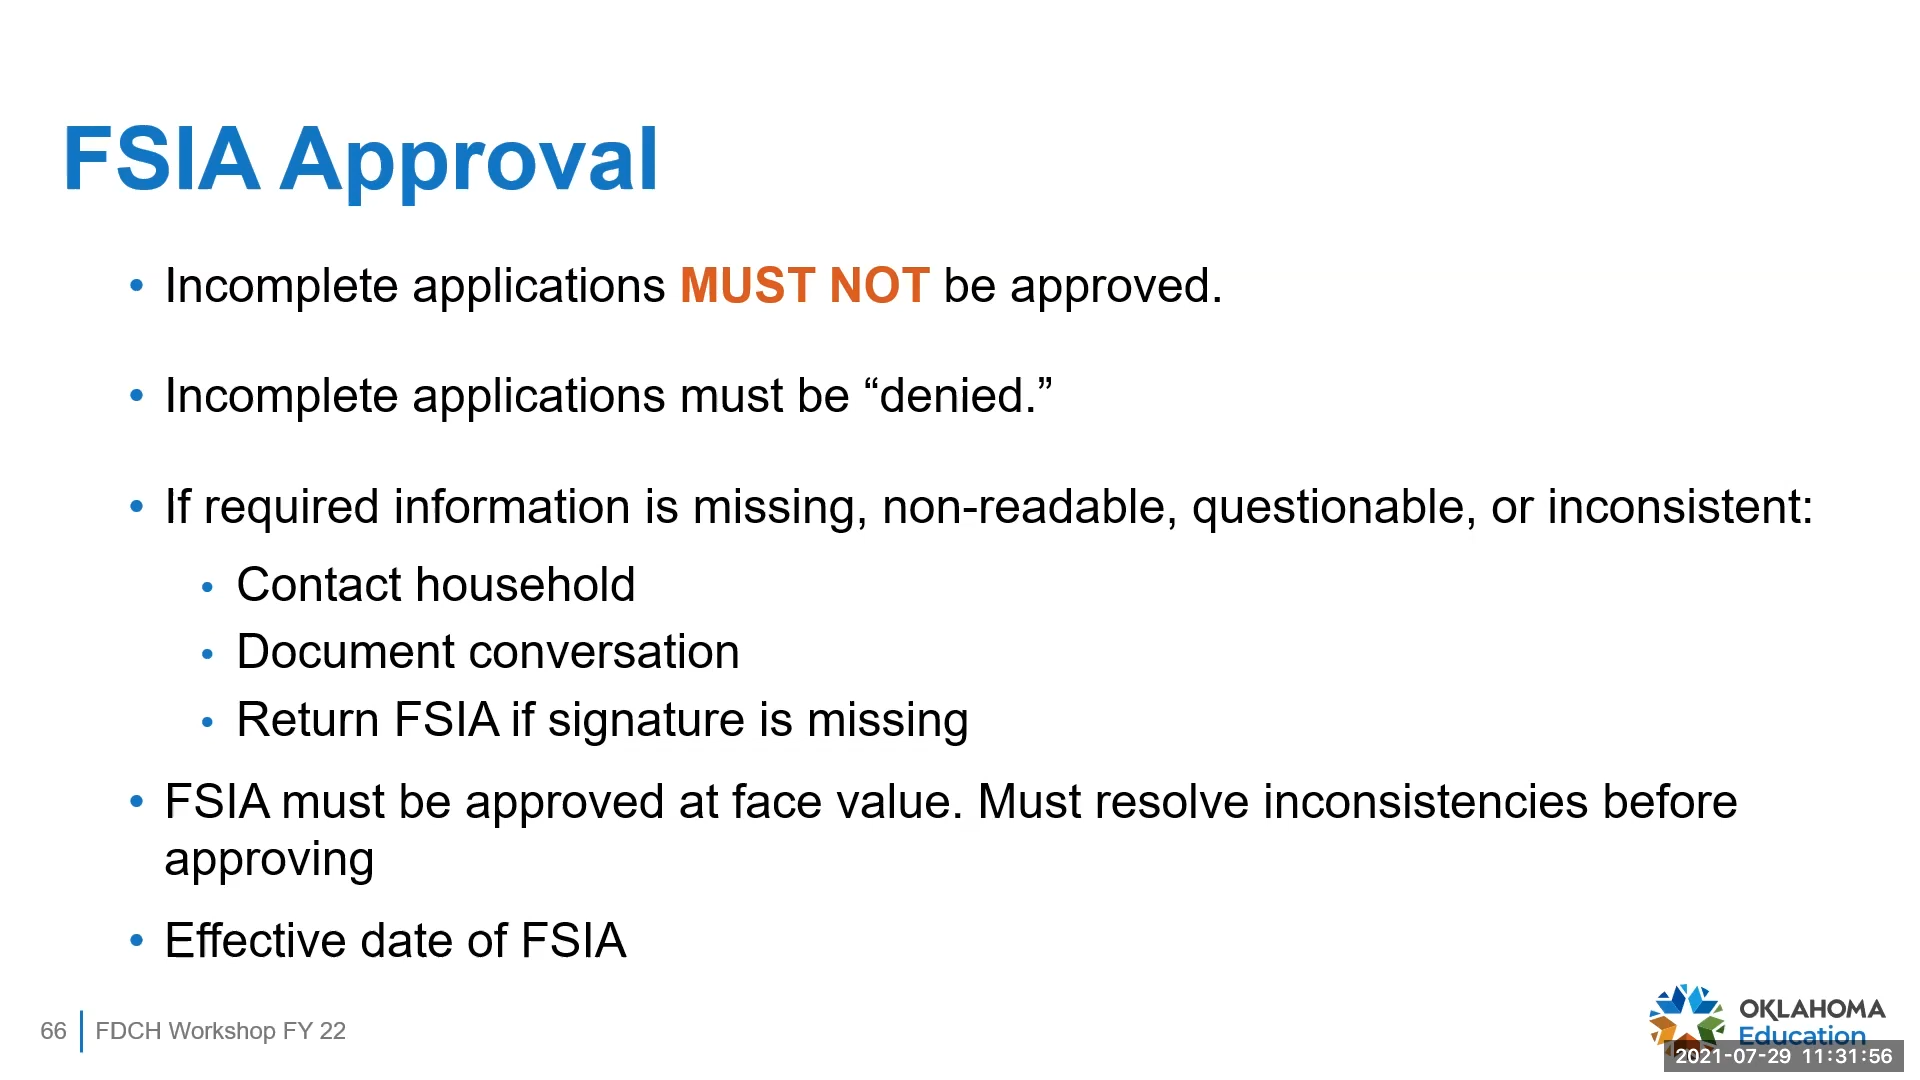 FSIA Approval
• Incomplete applications MUST NOT be approved.
• Incomplete applications must be “denied.”
• If required information is missing, non-readable, questionable, or inconsistent:
• Contact household
• Document conversation
• Return FSIA if signature is missing
• FSIA must be approved at face value. Must resolve inconsistencies before
approving
• Effective date of FSIA
66 FDCH Workshop FY 22
OKLAHOMA
Education
2021-07-29 11:31:56